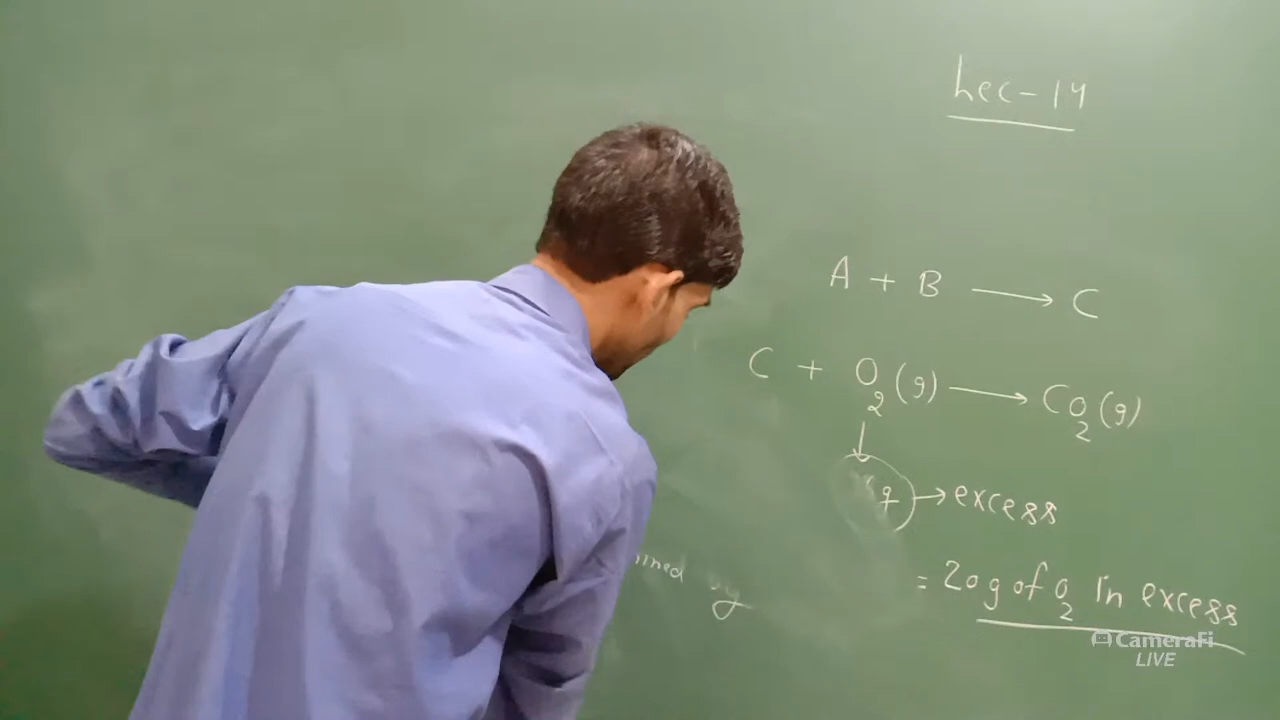 Lec-14
A + B → C
C + O2(g) → CO2(g)
↓
g → excess
= 20g of O2 In excess
CameraFi
LIVE